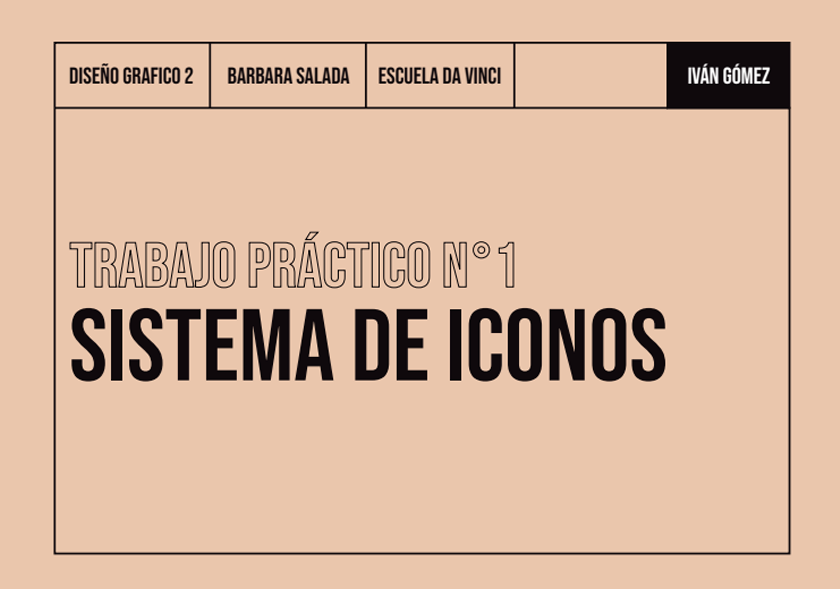 DISEÑO GRAFICO 2
BARBARA SALADA
ESCUELA DA VINCI
IVÁN GÓMEZ
TRABAJO PRÁCTICO N°1
SISTEMA DE ICONOS